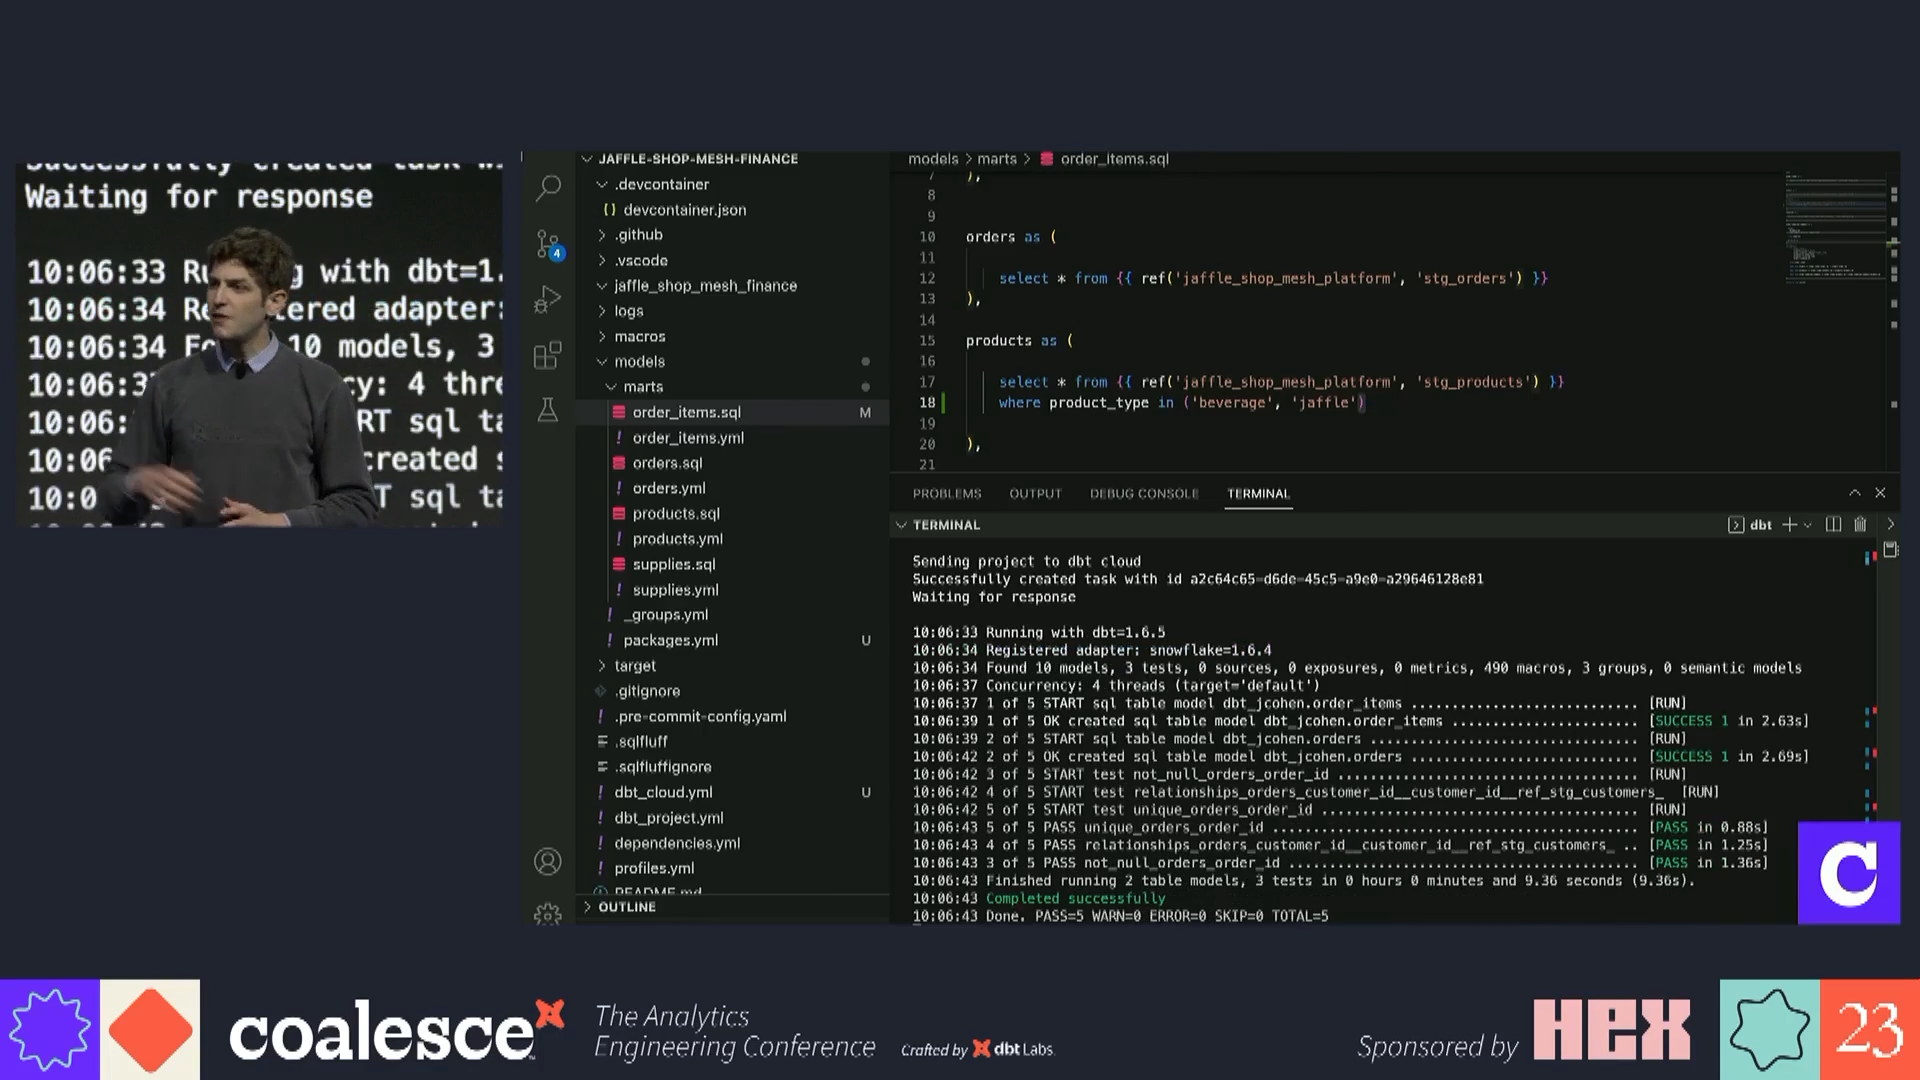 Successfully created task w
Waiting for response
10:06:33 Ru g with dbt=1.
10:06:34 Re tered adapter:
10:06:34 Fo 10 models, 3
10:06:3 cy: 4 thre
10:06: RT sql ta
10:06 created s
10:0 T sql ta
JAFFLE-SHOP-MESH-FINANCE
.devcontainer
{} devcontainer.json
.github
.vscode
jaffle_shop_mesh_finance
logs
macros
models
marts
order_items.sql M
! order_items.yml
orders.sql
! orders.yml
products.sql
! products.yml
supplies.sql
! supplies.yml
! _groups.yml
! packages.yml U
target
.gitignore
! .pre-commit-config.yaml
.sqlfluff
.sqlfluffignore
! dbt_cloud.yml U
! dbt_project.yml
! dependencies.yml
! profiles.yml
README.md
OUTLINE
4
models > marts > order_items.sql
7 ),
8
9
10 orders as (
11
12 select * from {{ ref('jaffle_shop_mesh_platform', 'stg_orders') }}
13 ),
14
15 products as (
16
17 select * from {{ ref('jaffle_shop_mesh_platform', 'stg_products') }}
18 where product_type in ('beverage', 'jaffle')
19
20 ),
21
PROBLEMS OUTPUT DEBUG CONSOLE TERMINAL
TERMINAL dbt
Sending project to dbt cloud
Successfully created task with id a2c64c65-d6de-45c5-a9e0-a29646128e81
Waiting for response
10:06:33 Running with dbt=1.6.5
10:06:34 Registered adapter: snowflake=1.6.4
10:06:34 Found 10 models, 3 tests, 0 sources, 0 exposures, 0 metrics, 490 macros, 3 groups, 0 semantic models
10:06:37 Concurrency: 4 threads (target='default')
10:06:37 1 of 5 START sql table model dbt_jcohen.order_items ............................ [RUN]
10:06:39 1 of 5 OK created sql table model dbt_jcohen.order_items ....................... [SUCCESS 1 in 2.63s]
10:06:39 2 of 5 START sql table model dbt_jcohen.orders ................................. [RUN]
10:06:42 2 of 5 OK created sql table model dbt_jcohen.orders ............................ [SUCCESS 1 in 2.69s]
10:06:42 3 of 5 START test not_null_orders_order_id ..................................... [RUN]
10:06:42 4 of 5 START test relationships_orders_customer_id__customer_id__ref_stg_customers_ [RUN]
10:06:42 5 of 5 START test unique_orders_order_id ....................................... [RUN]
10:06:43 5 of 5 PASS unique_orders_order_id ............................................. [PASS in 0.88s]
10:06:43 4 of 5 PASS relationships_orders_customer_id__customer_id__ref_stg_customers_ .. [PASS in 1.25s]
10:06:43 3 of 5 PASS not_null_orders_order_id ........................................... [PASS in 1.36s]
10:06:43 Finished running 2 table models, 3 tests in 0 hours 0 minutes and 9.36 seconds (9.36s).
10:06:43 Completed successfully
10:06:43 Done. PASS=5 WARN=0 ERROR=0 SKIP=0 TOTAL=5
C
coalesce
The Analytics
Engineering Conference
Crafted by dbt Labs
Sponsored by HEX
23